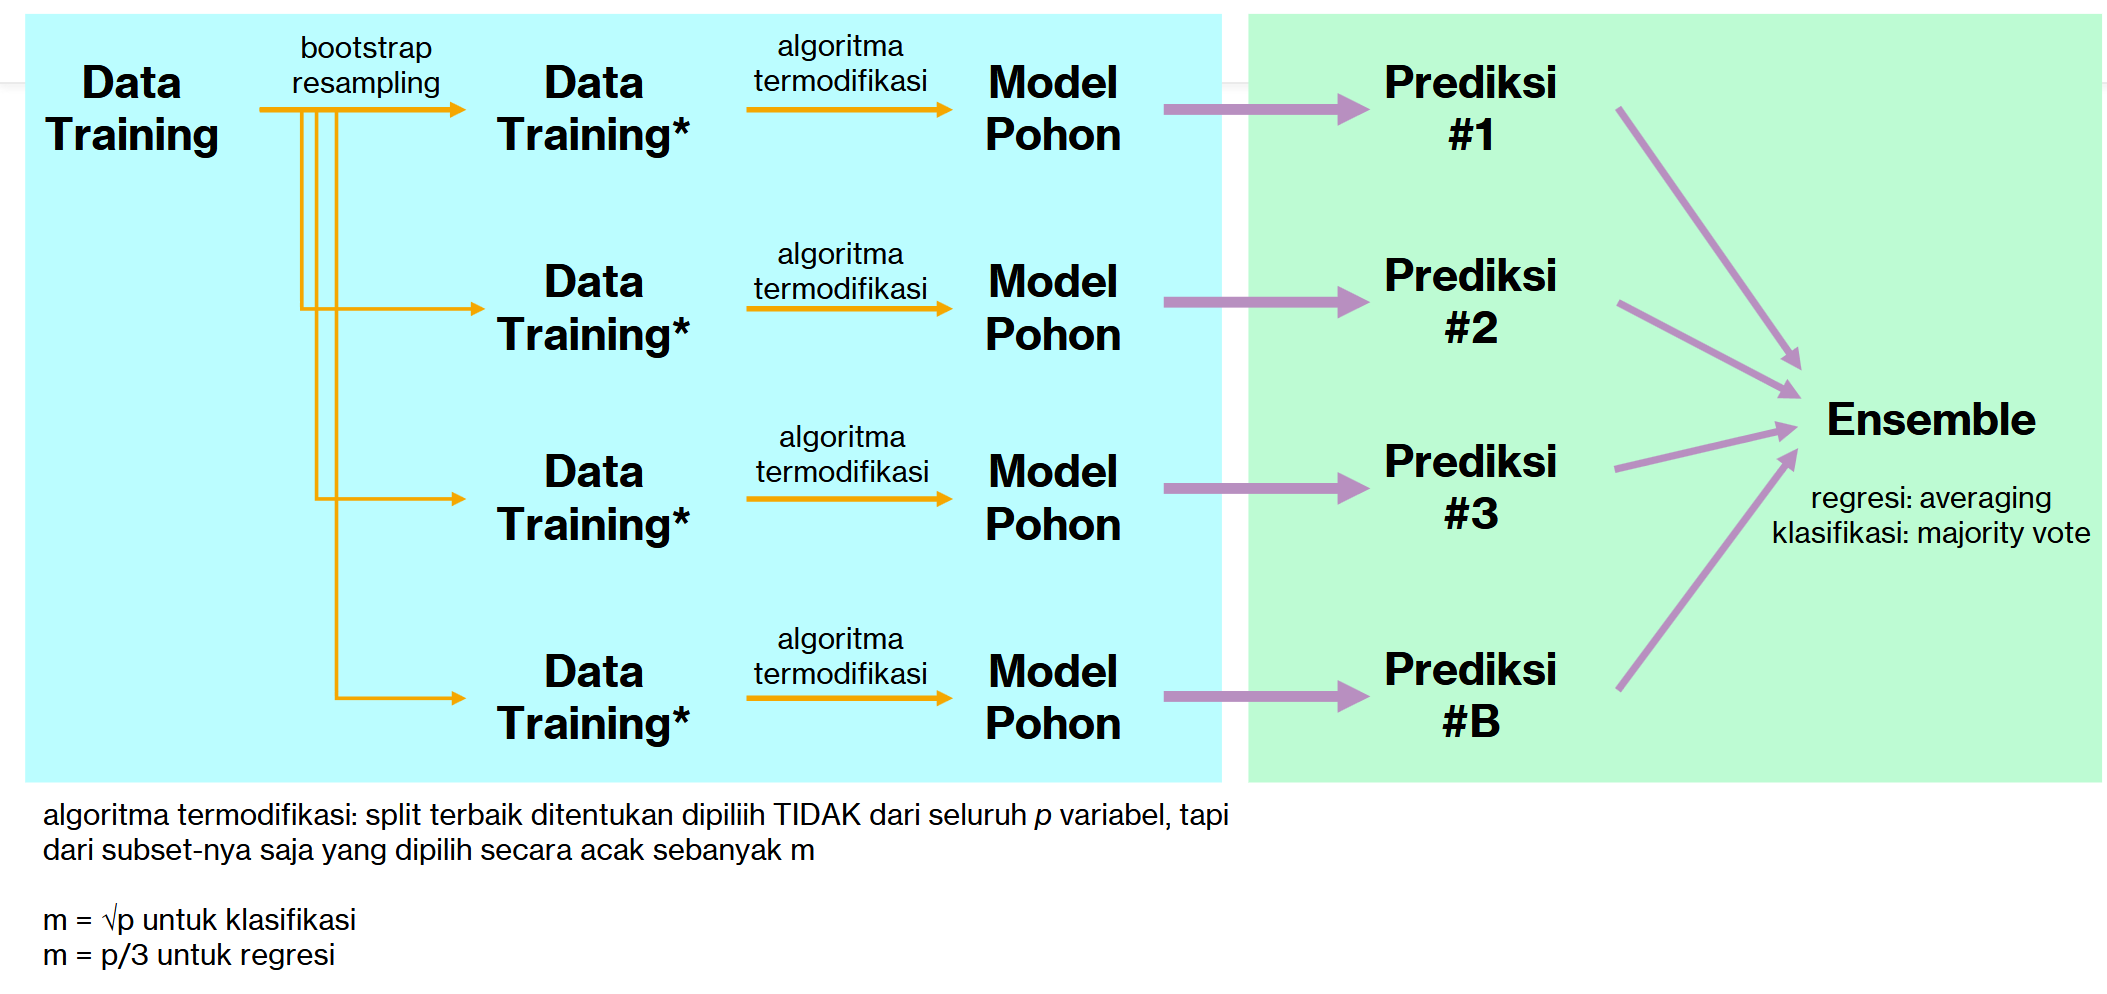 Data
Training
bootstrap
resampling
Data
Training*
algoritma
termodifikasi
Model
Pohon
Prediksi
#1
Data
Training*
algoritma
termodifikasi
Model
Pohon
Prediksi
#2
Data
Training*
algoritma
termodifikasi
Model
Pohon
Prediksi
#3
Data
Training*
algoritma
termodifikasi
Model
Pohon
Prediksi
#B
Ensemble
regresi: averaging
klasifikasi: majority vote
algoritma termodifikasi: split terbaik ditentukan dipiliih TIDAK dari seluruh p variabel, tapi
dari subset-nya saja yang dipilih secara acak sebanyak m
m = √p untuk klasifikasi
m = p/3 untuk regresi